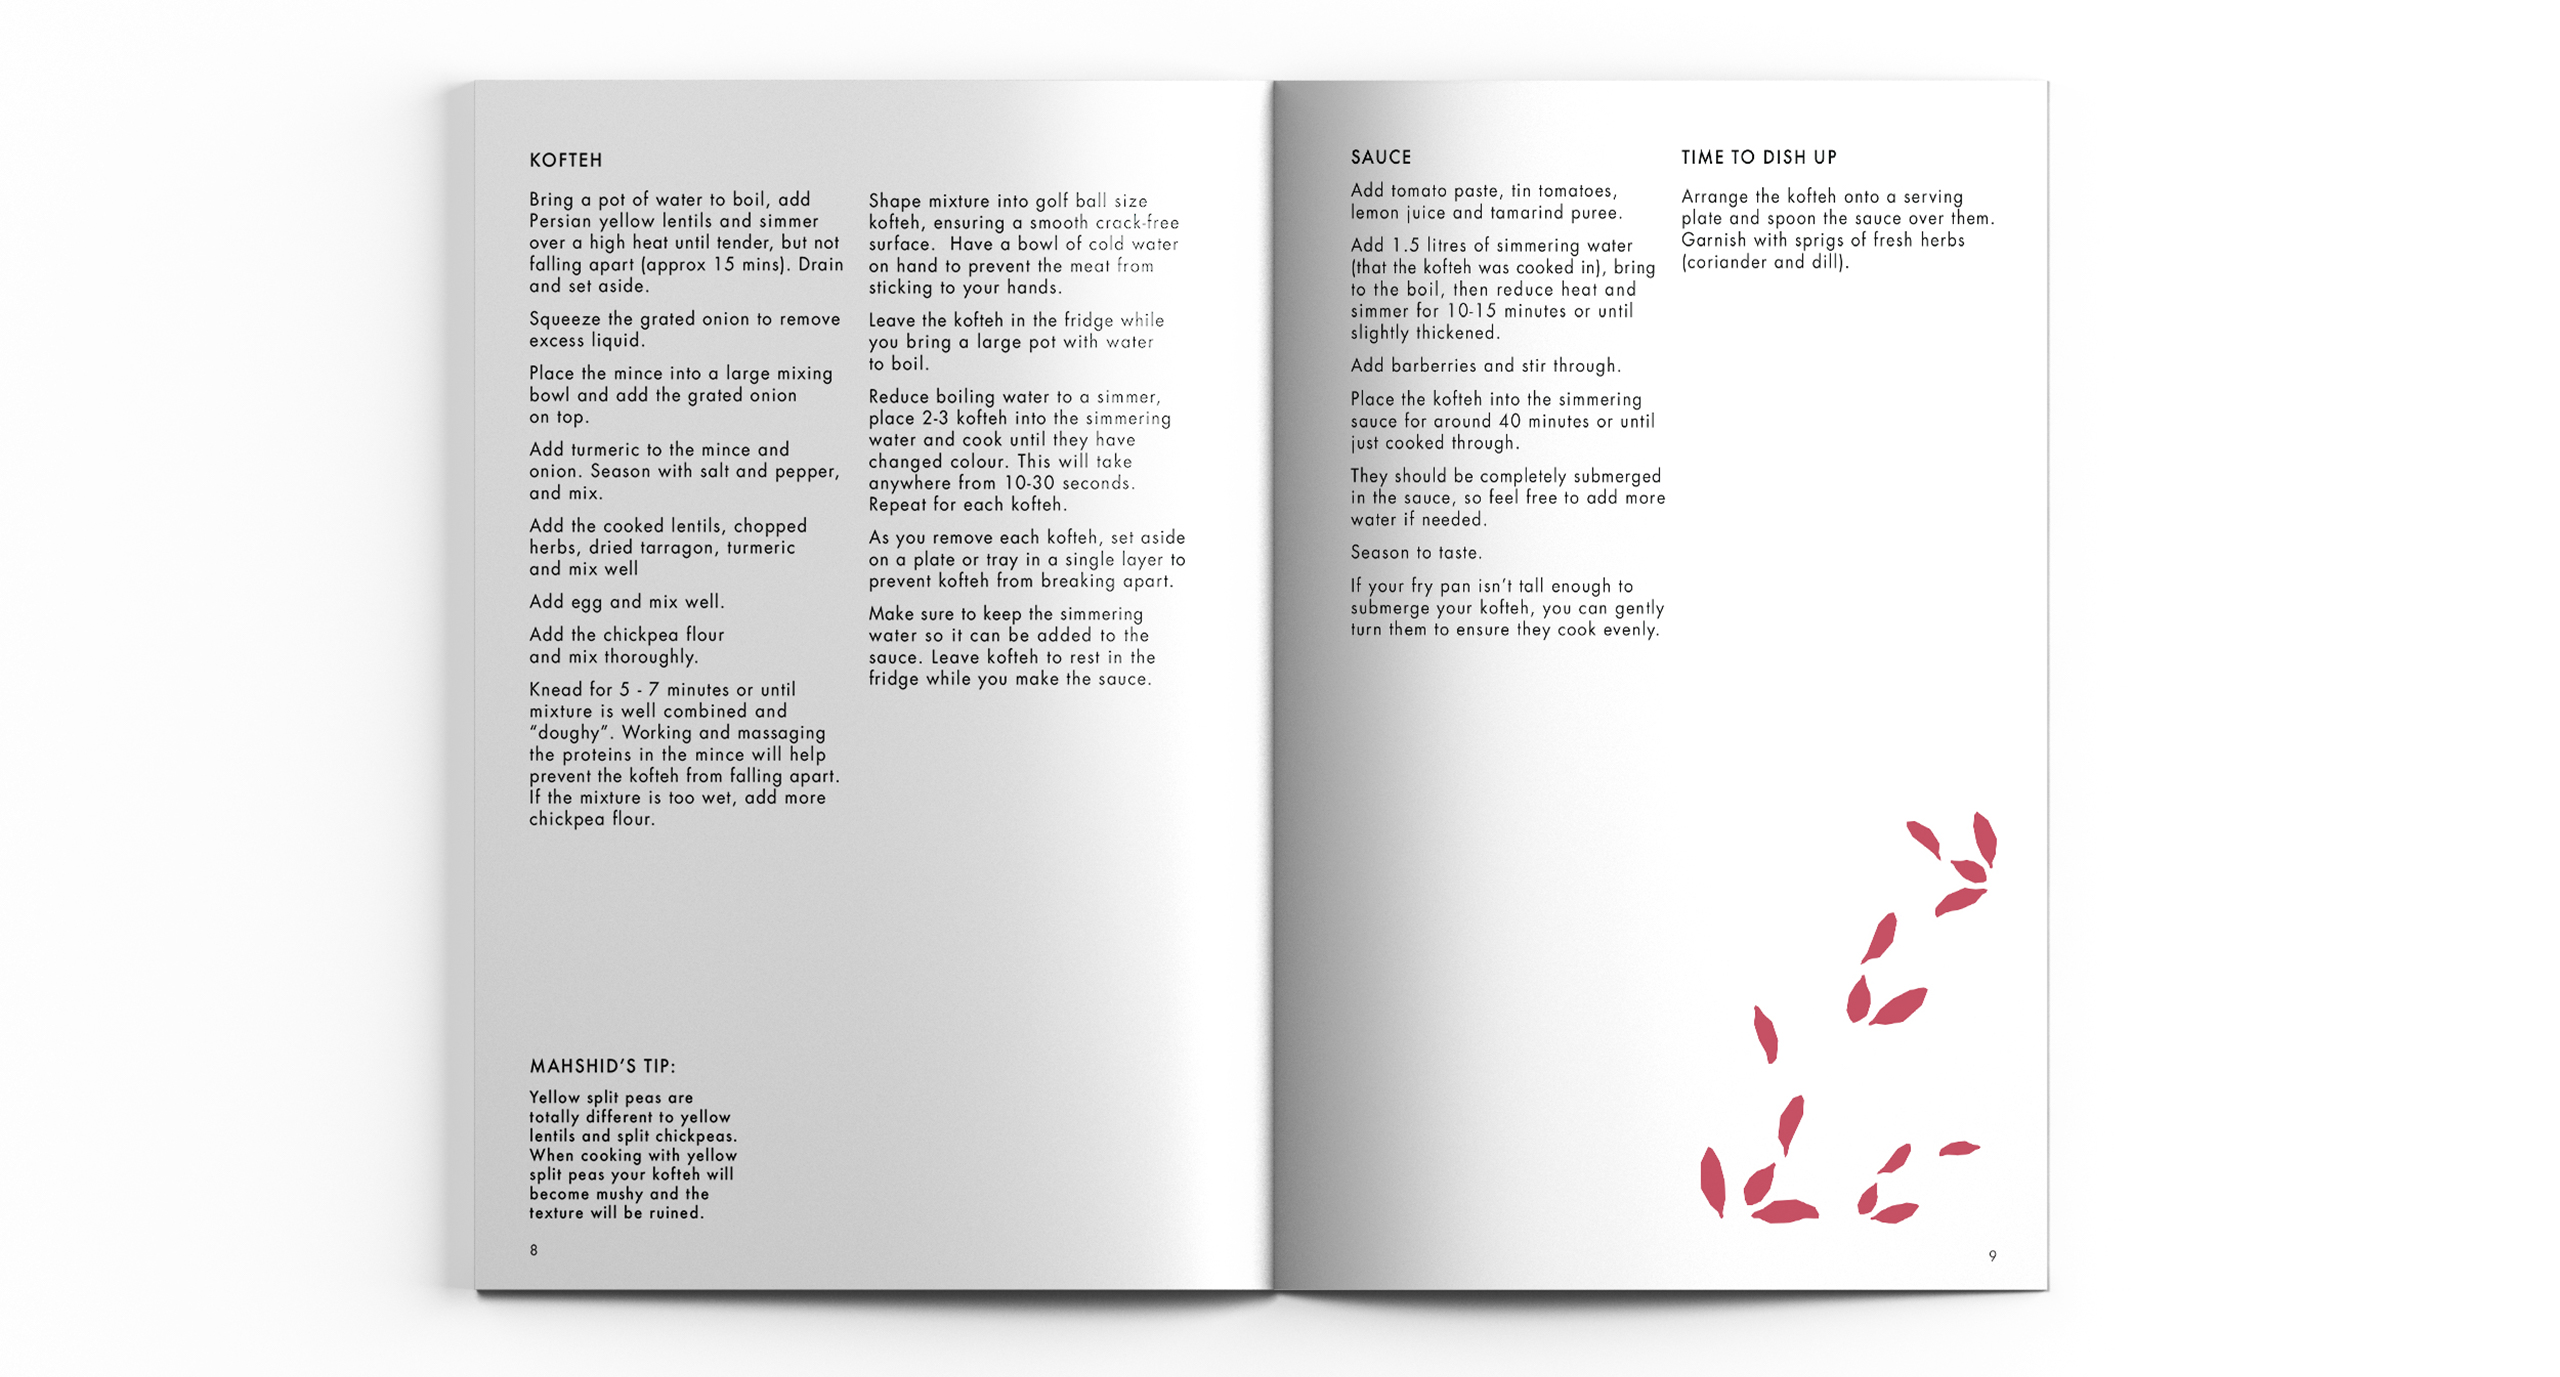 KOFTEH
Bring a pot of water to boil, add
Persian yellow lentils and simmer
over a high heat until tender, but not
falling apart (approx 15 mins). Drain
and set aside.
Squeeze the grated onion to remove
excess liquid.
Place the mince into a large mixing
bowl and add the grated onion
on top.
Add turmeric to the mince and
onion. Season with salt and pepper,
and mix.
Add the cooked lentils, chopped
herbs, dried tarragon, turmeric
and mix well
Add egg and mix well.
Add the chickpea flour
and mix thoroughly.
Knead for 5 - 7 minutes or until
mixture is well combined and
“doughy”. Working and massaging
the proteins in the mince will help
prevent the kofteh from falling apart.
If the mixture is too wet, add more
chickpea flour.
Shape mixture into golf ball size
kofteh, ensuring a smooth crack-free
surface.  Have a bowl of cold water
on hand to prevent the meat from
sticking to your hands.
Leave the kofteh in the fridge while
you bring a large pot with water
to boil.
Reduce boiling water to a simmer,
place 2-3 kofteh into the simmering
water and cook until they have
changed colour. This will take
anywhere from 10-30 seconds.
Repeat for each kofteh.
As you remove each kofteh, set aside
on a plate or tray in a single layer to
prevent kofteh from breaking apart.
Make sure to keep the simmering
water so it can be added to the
sauce. Leave kofteh to rest in the
fridge while you make the sauce.
MAHSHID’S TIP:
Yellow split peas are
totally different to yellow
lentils and split chickpeas.
When cooking with yellow
split peas your kofteh will
become mushy and the
texture will be ruined.
8
SAUCE
Add tomato paste, tin tomatoes,
lemon juice and tamarind puree.
Add 1.5 litres of simmering water
(that the kofteh was cooked in), bring
to the boil, then reduce heat and
simmer for 10-15 minutes or until
slightly thickened.
Add barberries and stir through.
Place the kofteh into the simmering
sauce for around 40 minutes or until
just cooked through.
They should be completely submerged
in the sauce, so feel free to add more
water if needed.
Season to taste.
If your fry pan isn’t tall enough to
submerge your kofteh, you can gently
turn them to ensure they cook evenly.
TIME TO DISH UP
Arrange the kofteh onto a serving
plate and spoon the sauce over them.
Garnish with sprigs of fresh herbs
(coriander and dill).
9